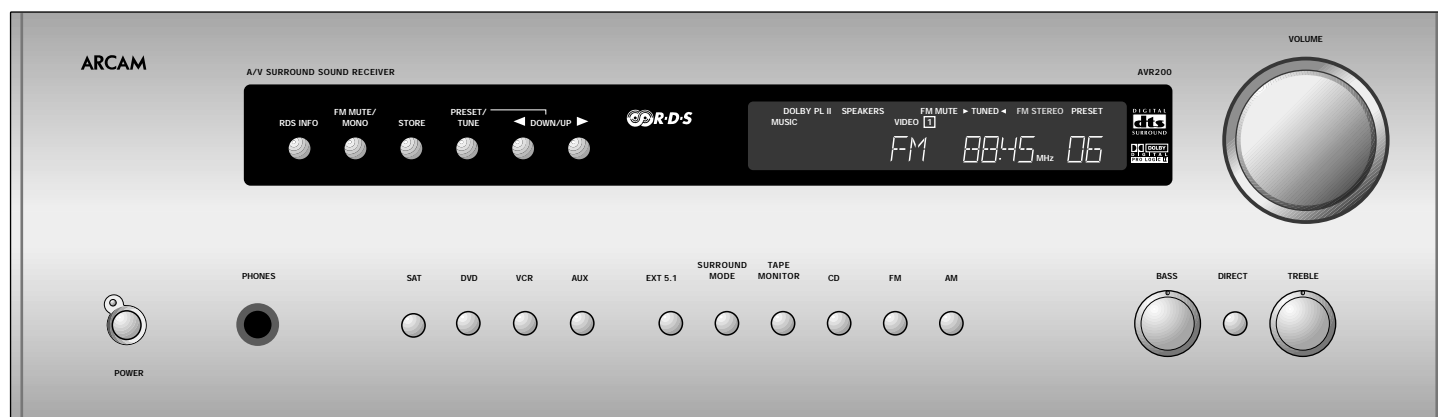 VOLUME
ARCAM
A/V SURROUND SOUND RECEIVER
AVR200
RDS INFO
FM MUTE/
MONO
STORE
PRESET/
TUNE
◄ DOWN/UP ►
R·D·S
DOLBY PL II SPEAKERS FM MUTE ► TUNED ◄ FM STEREO PRESET
MUSIC VIDEO 1
FM 88.45 MHz 06
DIGITAL
dts
SURROUND
DOLBY
DIGITAL
PRO LOGIC II
PHONES
SAT
DVD
VCR
AUX
EXT 5.1
SURROUND
MODE
TAPE
MONITOR
CD
FM
AM
BASS
DIRECT
TREBLE
POWER